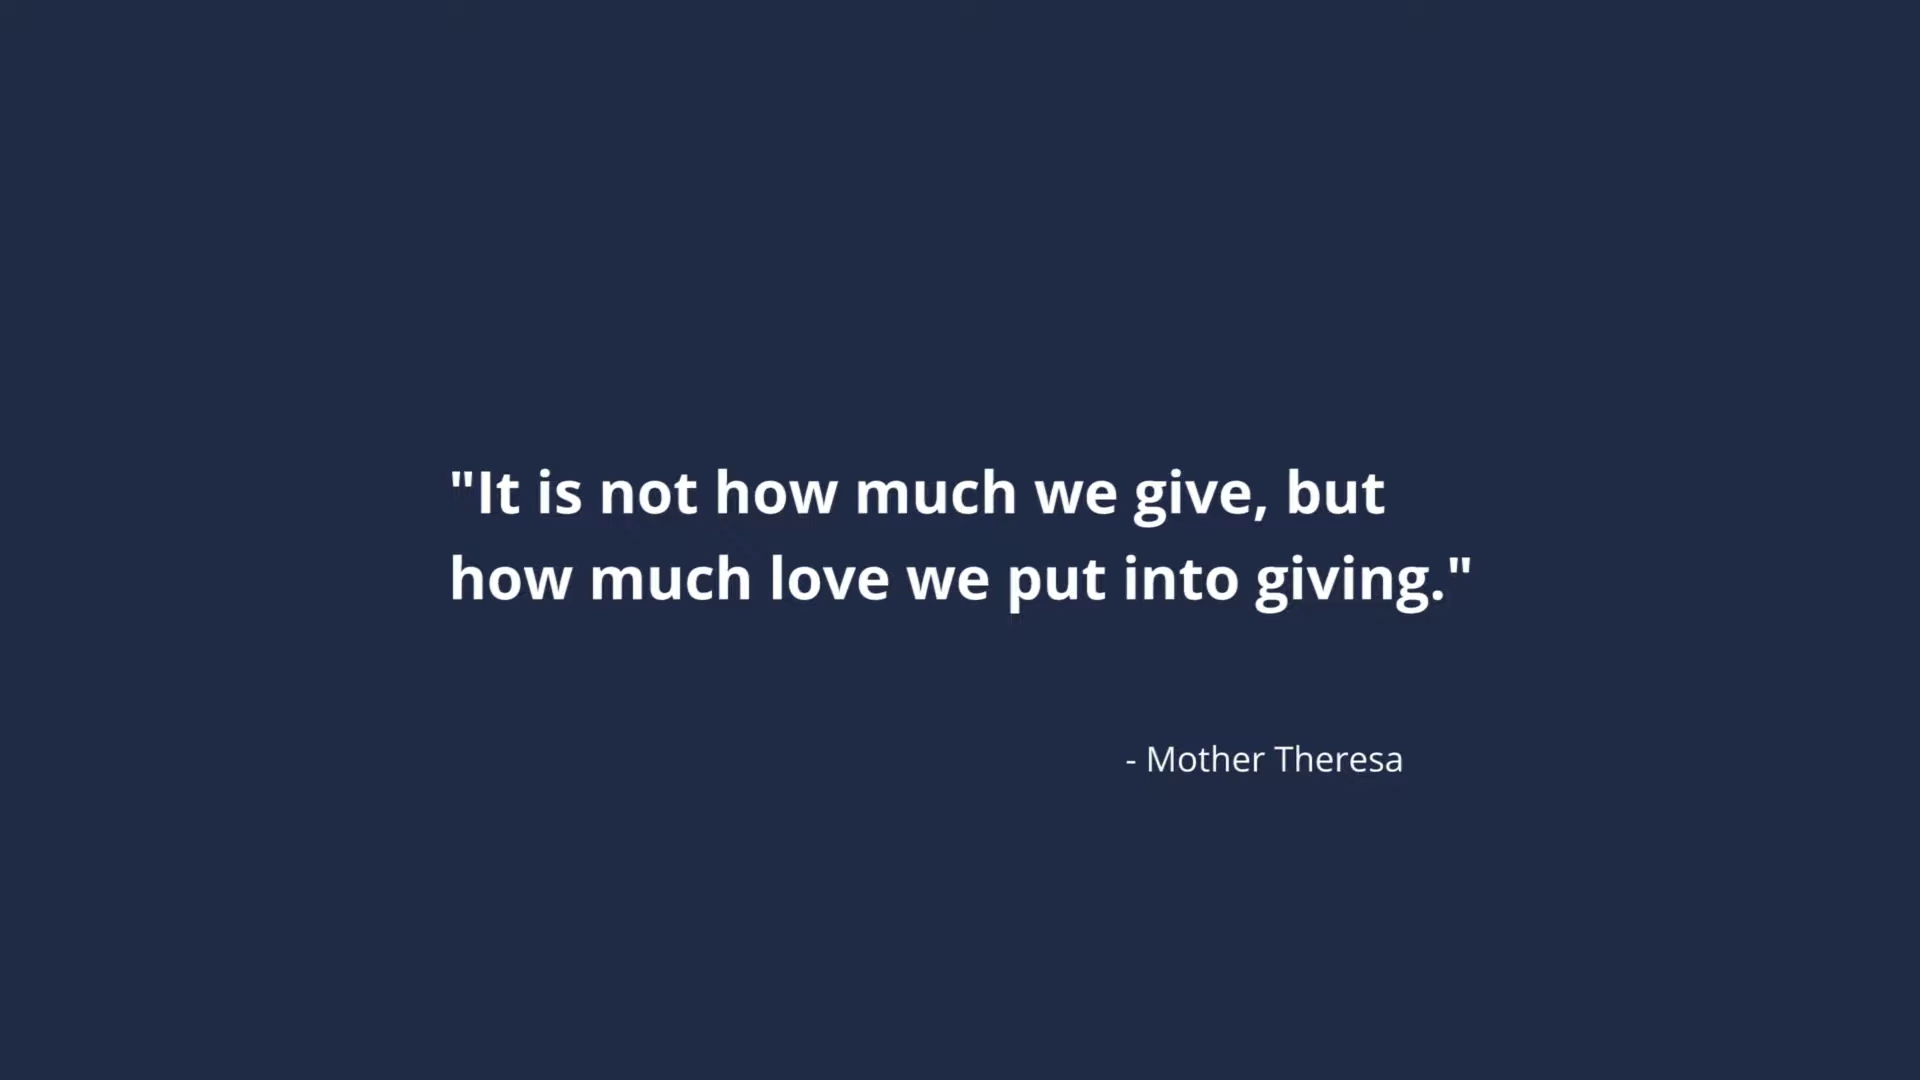 "It is not how much we give, but
how much love we put into giving."
- Mother Theresa